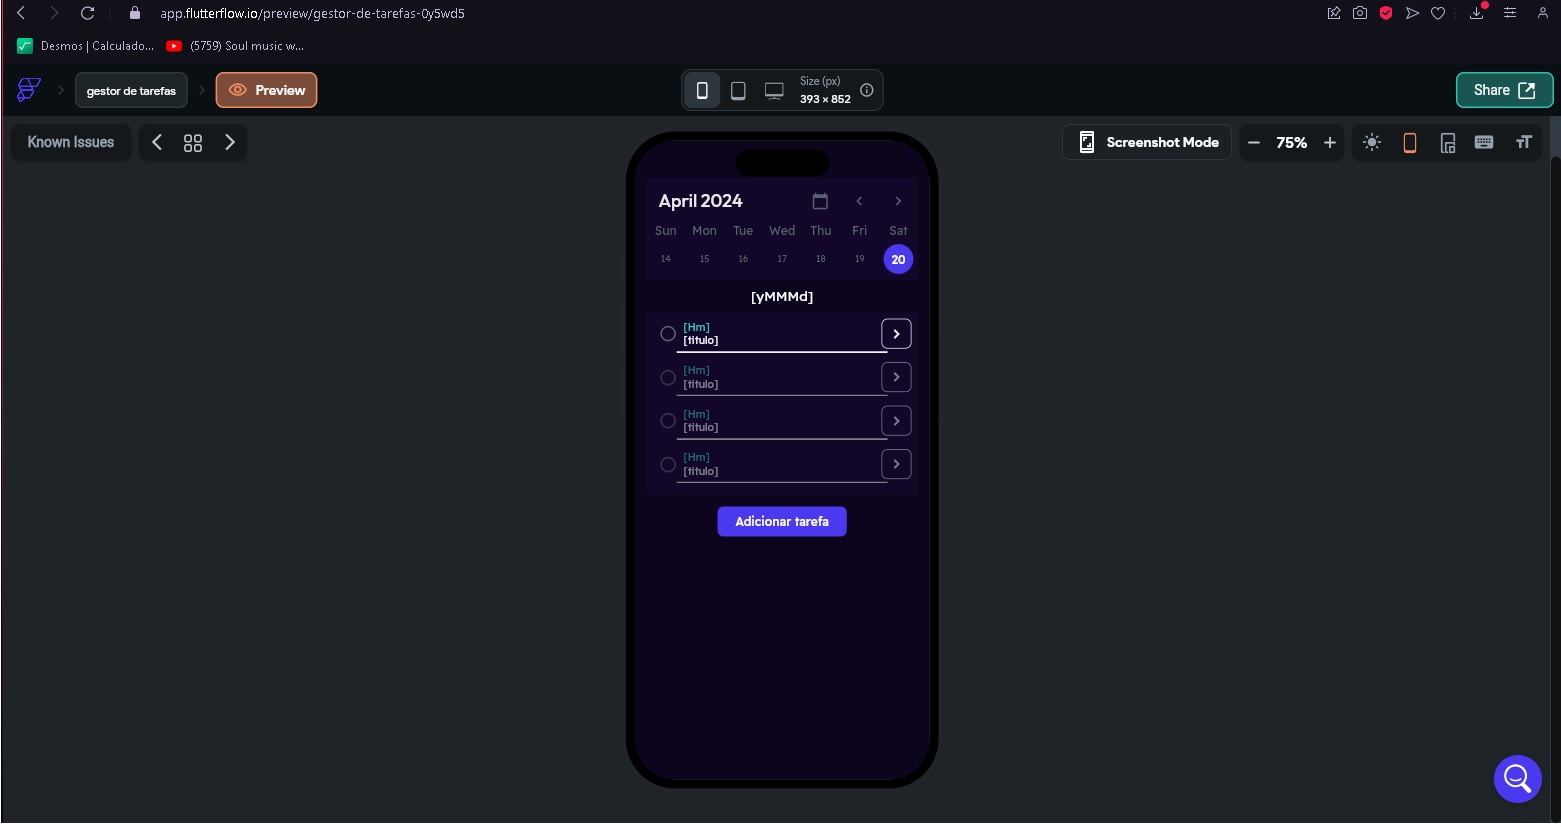 app.flutterflow.io/preview/gestor-de-tarefas-0y5wd5
Desmos | Calculado... (5759) Soul music w...
gestor de tarefas Preview Size (px) 393 × 852 Share
Known Issues Screenshot Mode 75%
April 2024
Sun Mon Tue Wed Thu Fri Sat
14 15 16 17 18 19 20
[yMMMd]
[Hm]
[titulo]
[Hm]
[titulo]
[Hm]
[titulo]
[Hm]
[titulo]
Adicionar tarefa